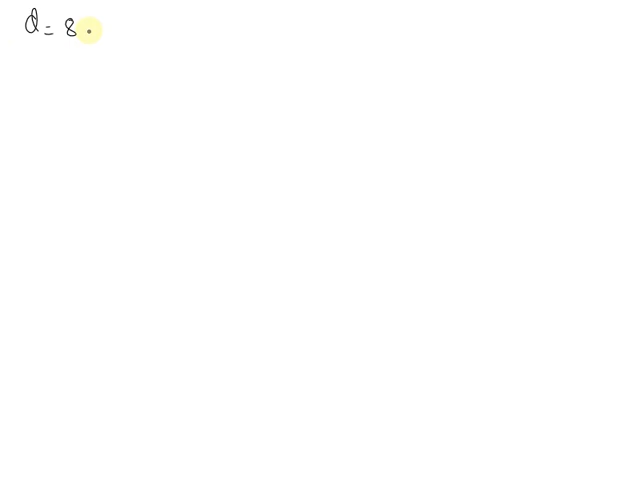 d = 8